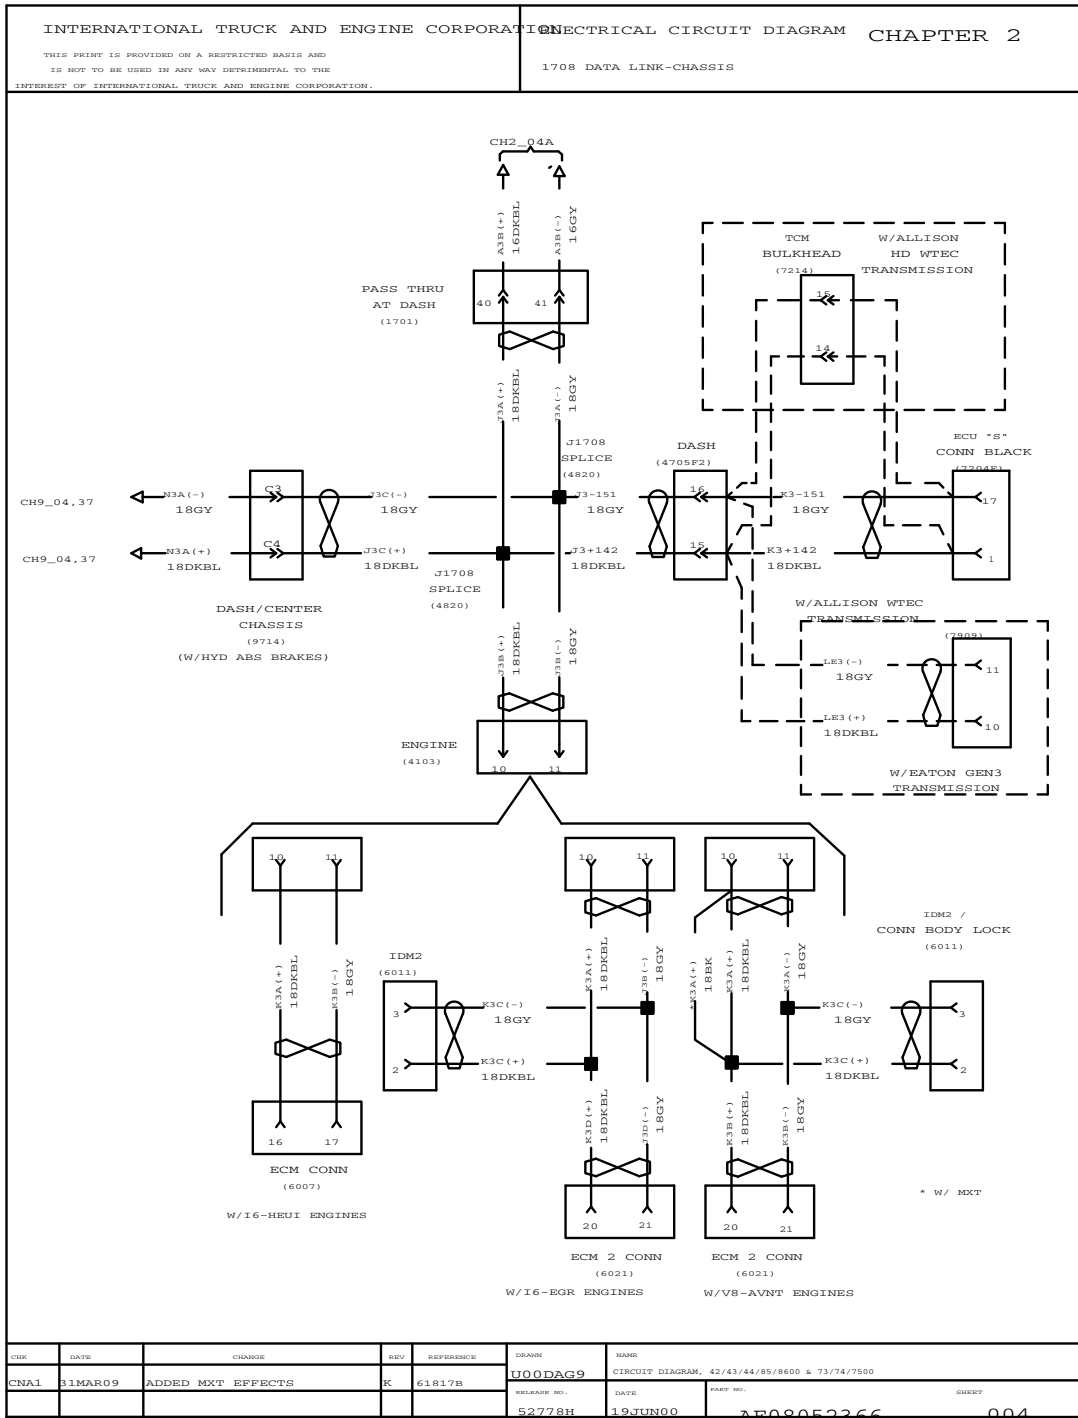 INTERNATIONAL TRUCK AND ENGINE CORPORATION
ELECTRICAL CIRCUIT DIAGRAM
CHAPTER 2
THIS PRINT IS PROVIDED ON A RESTRICTED BASIS AND
IS NOT TO BE USED IN ANY WAY DETRIMENTAL TO THE
INTEREST OF INTERNATIONAL TRUCK AND ENGINE CORPORATION.
1708 DATA LINK-CHASSIS
CH2_04A
A3B(+)
16DKBL
A3B(-)
16GY
PASS THRU
AT DASH
(1701)
40
41
J3A(+)
18DKBL
J3A(-)
18GY
TCM
BULKHEAD
(7214)
W/ALLISON
HD WTEC
TRANSMISSION
15
14
J1708
SPLICE
(4820)
DASH
(4705F2)
ECU "S"
CONN BLACK
CH9_04,37
N3A(-)
18GY
C3
J3C(-)
18GY
J3-151
18GY
16
K3-151
18GY
17
CH9_04,37
N3A(+)
18DKBL
C4
J3C(+)
18DKBL
J3+142
18DKBL
15
K3+142
18DKBL
1
J1708
SPLICE
(4820)
DASH/CENTER
CHASSIS
(9714)
(W/HYD ABS BRAKES)
W/ALLISON WTEC
TRANSMISSION
(7909)
J3B(+)
18DKBL
J3B(-)
18GY
LE3(-)
18GY
11
LE3(+)
18DKBL
10
W/EATON GEN3
TRANSMISSION
ENGINE
(4103)
10
11
10
11
10
11
10
11
IDM2 /
CONN BODY LOCK
(6011)
K3A(+)
18DKBL
K3B(-)
18GY
IDM2
(6011)
K3A(+)
18DKBL
J3B(-)
18GY
*K3A(+)
18BK
K3A(+)
18DKBL
K3A(-)
18GY
3
K3C(-)
18GY
K3C(-)
18GY
3
2
K3C(+)
18DKBL
K3C(+)
18DKBL
2
16
17
ECM CONN
(6007)
W/I6-HEUI ENGINES
K3D(+)
18DKBL
J3D(-)
18GY
K3B(+)
18DKBL
K3B(-)
18GY
* W/ MXT
20
21
20
21
ECM 2 CONN
(6021)
W/I6-EGR ENGINES
ECM 2 CONN
(6021)
W/V8-AVNT ENGINES
CHK
DATE
CHANGE
REV
REFERENCE
DRAWN
NAME
CNA1
31MAR09
ADDED MXT EFFECTS
K
61817B
U00DAG9
CIRCUIT DIAGRAM, 42/43/44/85/8600 & 73/74/7500
RELEASE NO.
DATE
PART NO.
SHEET
52778H
19JUN00
AF08052366
004